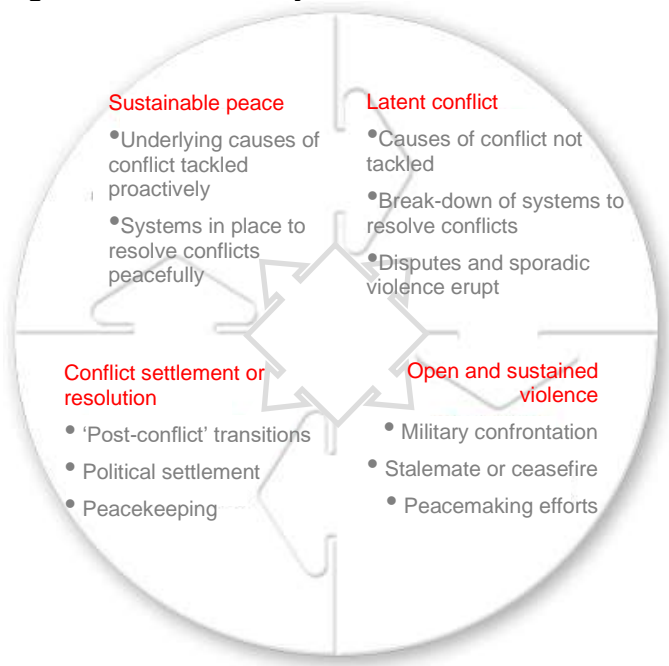 Sustainable peace
•Underlying causes of
conflict tackled
proactively
•Systems in place to
resolve conflicts
peacefully
Latent conflict
•Causes of conflict not
tackled
•Break-down of systems to
resolve conflicts
•Disputes and sporadic
violence erupt
Conflict settlement or
resolution
• 'Post-conflict' transitions
• Political settlement
• Peacekeeping
Open and sustained
violence
• Military confrontation
• Stalemate or ceasefire
• Peacemaking efforts